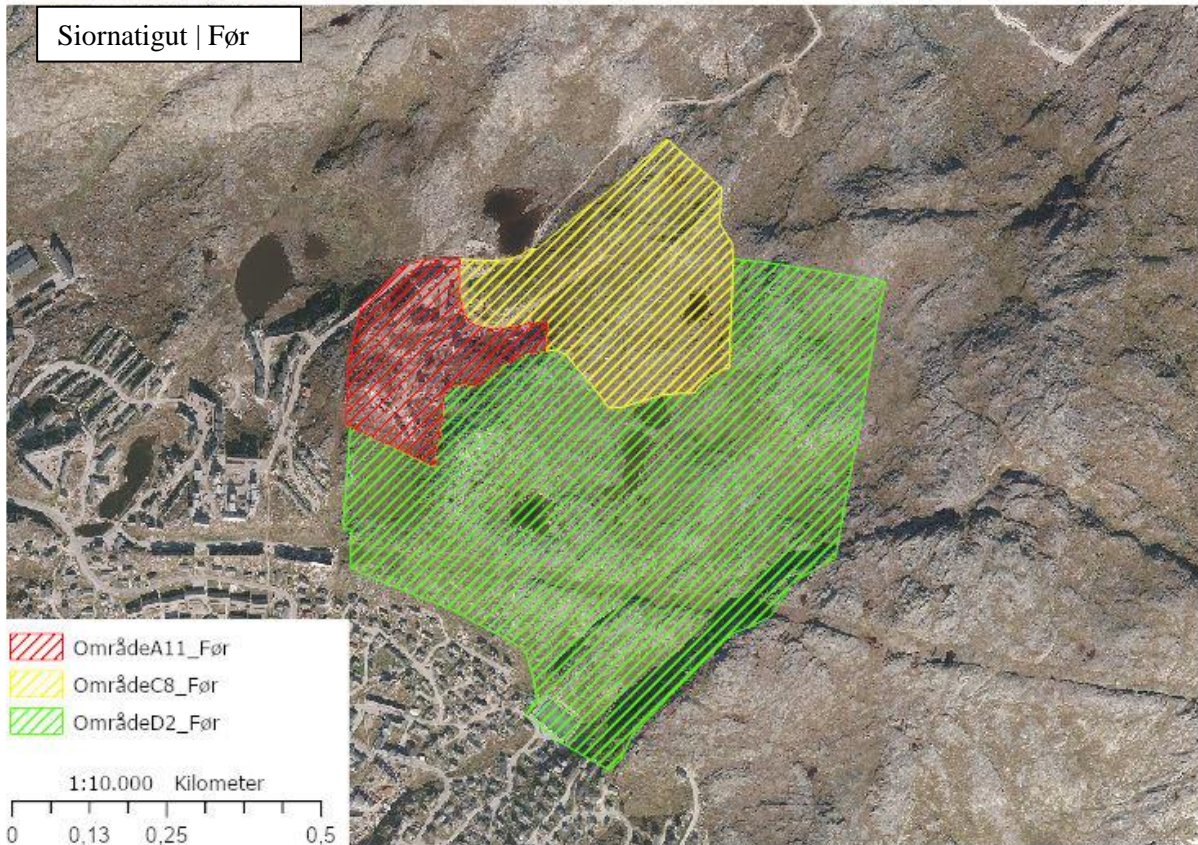 Siornatigut | Før
OmrådeA11_Før
OmrådeC8_Før
OmrådeD2_Før
1:10.000 Kilometer
0 0,13 0,25 0,5